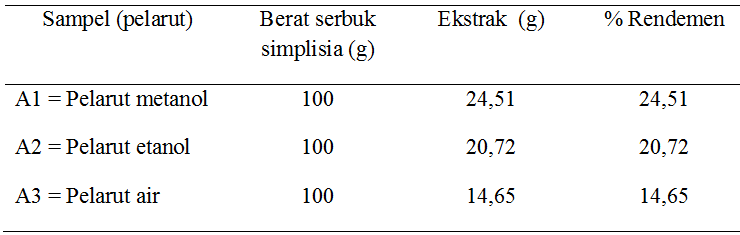 Sampel (pelarut) Berat serbuk simplisia (g) Ekstrak (g) % Rendemen
A1 = Pelarut metanol 100 24,51 24,51
A2 = Pelarut etanol 100 20,72 20,72
A3 = Pelarut air 100 14,65 14,65